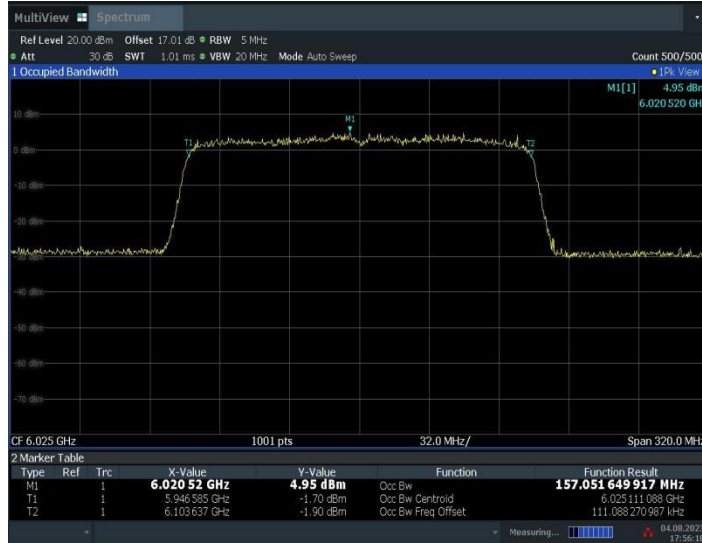 MultiView Spectrum
Ref Level 20.00 dBm Offset 17.01 dB RBW 5 MHz
Att 30 dB SWT 1.01 ms VBW 20 MHz Mode Auto Sweep Count 500/500
1 Occupied Bandwidth 1Pk View
M1[1] 4.95 dBm
6.020 520 GH
10 dBm
M1
T1 T2
0 dBm
-10 dBm
-20 dBm
-30 dBm
-40 dBm
-50 dBm
-60 dBm
-70 dBm
CF 6.025 GHz 1001 pts 32.0 MHz/ Span 320.0 MHz
2 Marker Table
Type Ref Trc X-Value Y-Value Function Function Result
M1 1 6.020 52 GHz 4.95 dBm Occ Bw 157.051 649 917 MHz
T1 1 5.946 585 GHz -1.70 dBm Occ Bw Centroid 6.025 111 088 GHz
T2 1 6.103 637 GHz -1.90 dBm Occ Bw Freq Offset 111.088 270 987 kHz
Measuring... 04.08.2023
17:56:18